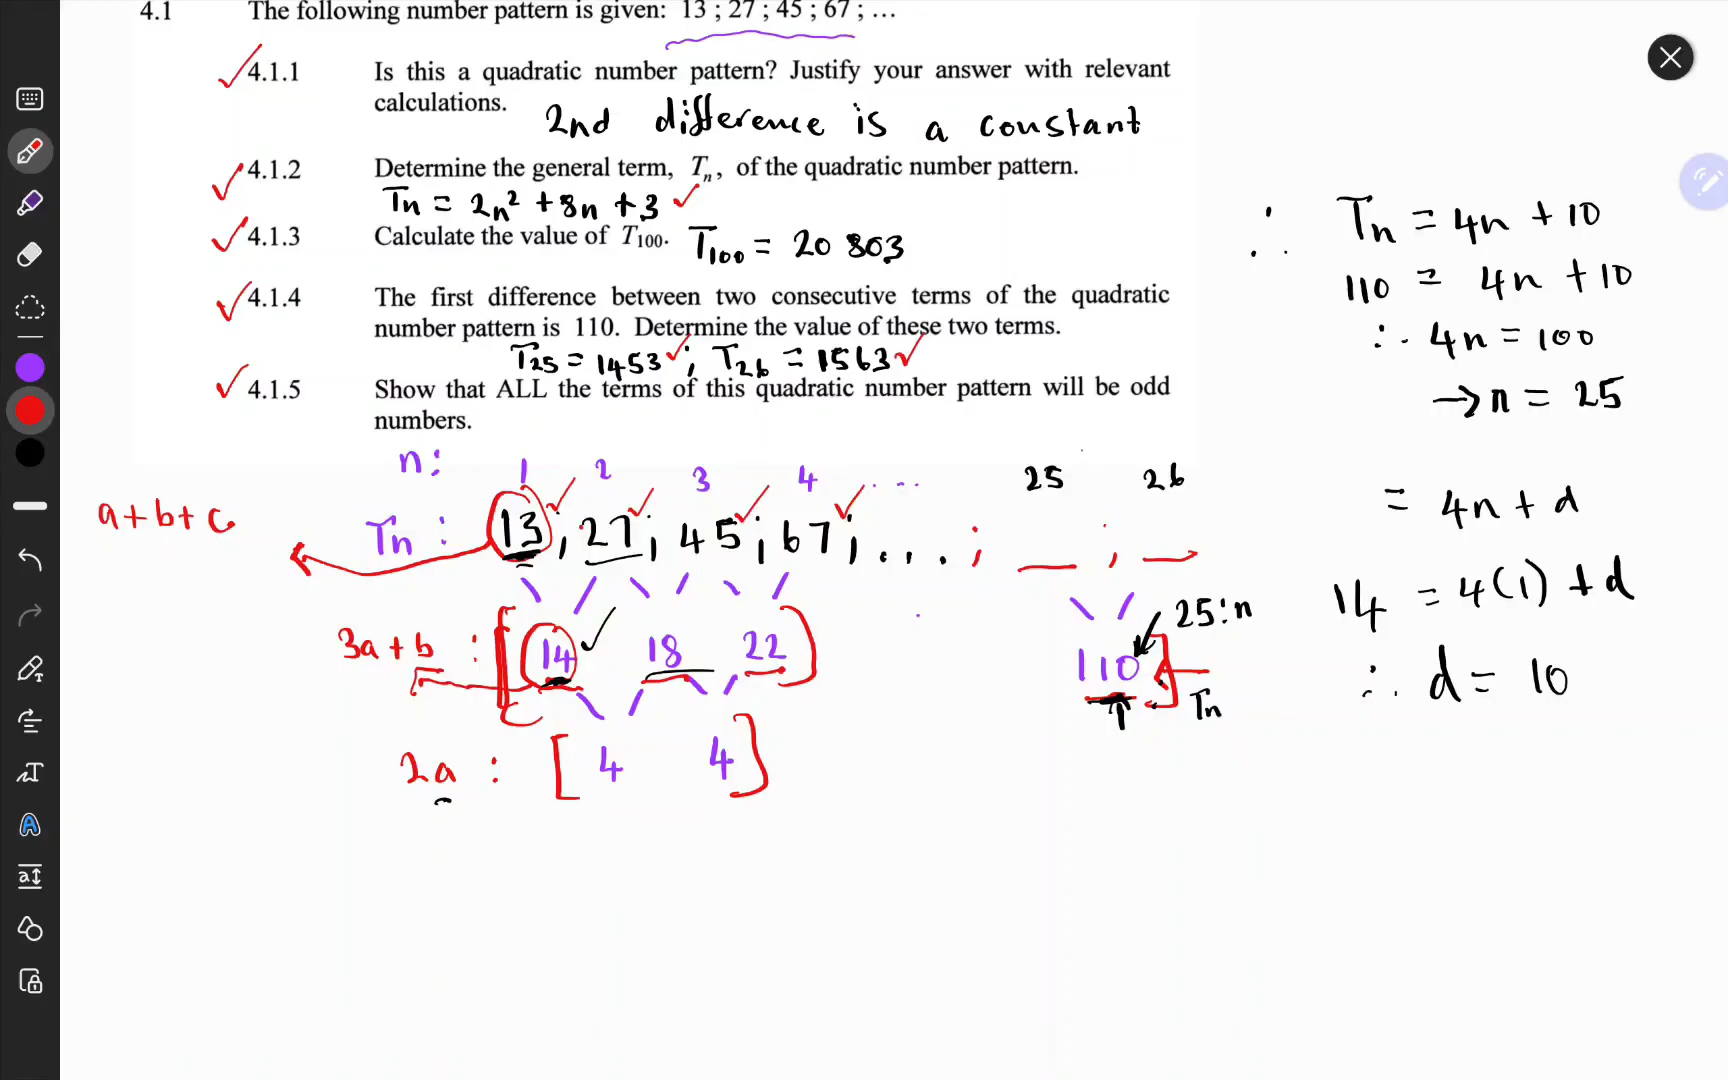 4.1 The following number pattern is given: 13 ; 27 ; 45 ; 67 ; …
4.1.1 Is this a quadratic number pattern? Justify your answer with relevant
calculations.
2nd difference is a constant
4.1.2 Determine the general term, Tn, of the quadratic number pattern.
Tn = 2n² + 8n + 3
4.1.3 Calculate the value of T100.
T100 = 20 803
4.1.4 The first difference between two consecutive terms of the quadratic
number pattern is 110. Determine the value of these two terms.
T25 = 1453 ; T26 = 1563
4.1.5 Show that ALL the terms of this quadratic number pattern will be odd
numbers.
n: 1 2 3 4 ... 25 26
a+b+c
Tn : 13 ; 27 ; 45 ; 67 ; . . . ; __ , __
3a+b : [ 14 18 22 ]
110
25:n
Tn
2a : [ 4 4 ]
∴ Tn = 4n + 10
110 = 4n + 10
∴ 4n = 100
→ n = 25
= 4n + d
14 = 4(1) + d
∴ d = 10